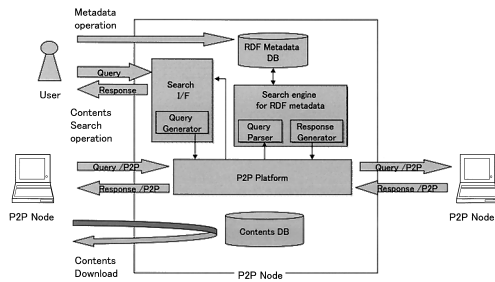 Metadata
operation
RDF Metadata
DB
Query
Response
User
Search
I/F
Query
Generator
Search engine
for RDF metadata
Query
Parser
Response
Generator
Contents
Search
operation
Query /P2P
Response /P2P
P2P Platform
Query /P2P
Response /P2P
P2P Node
P2P Node
Contents DB
Contents
Download
P2P Node